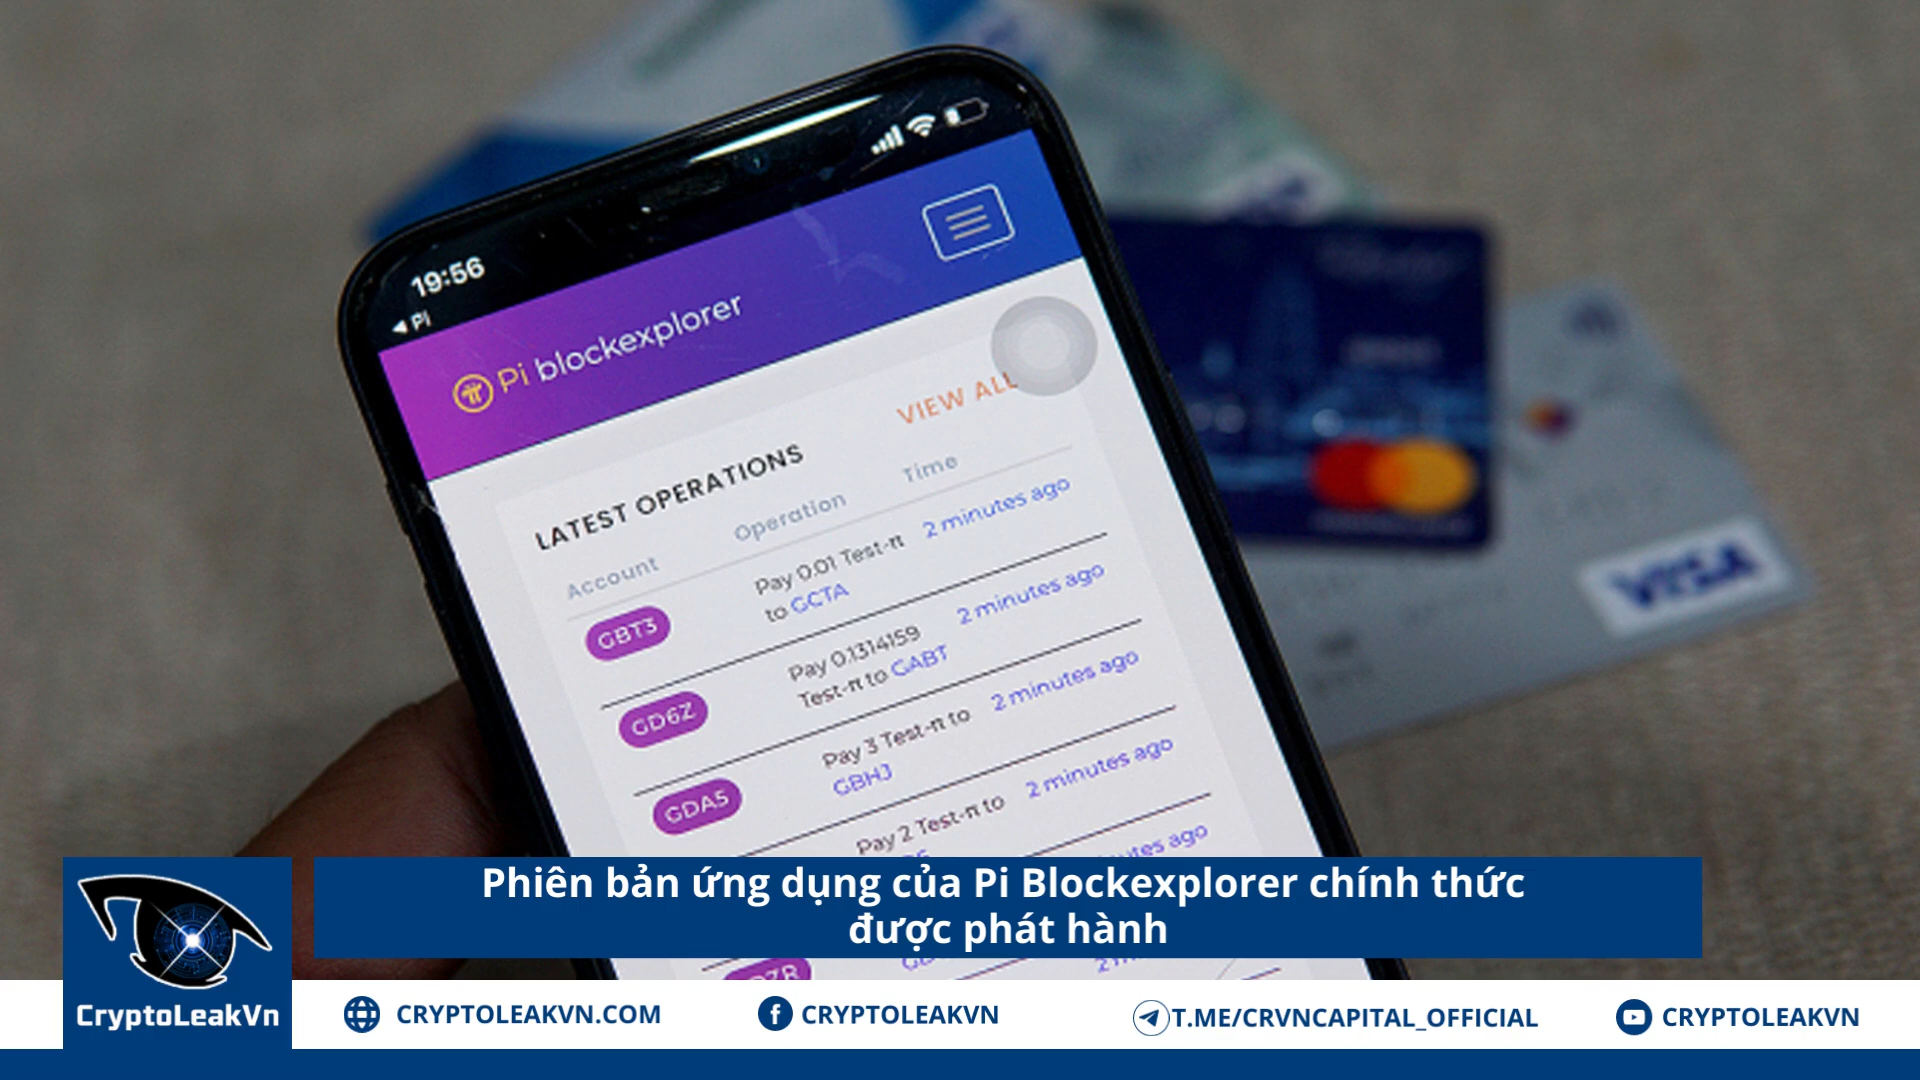 19:56
◀ Pi
Pi blockexplorer
VIEW ALL
LATEST OPERATIONS
Account Operation Time
GBT3 Pay 0.01 Test-π 2 minutes ago
to GCTA
GD6Z Pay 0.1314159 2 minutes ago
Test-π to GABT
GDA5 Pay 3 Test-π to 2 minutes ago
GBHJ
Pay 2 Test-π to 2 minutes ago
VISA
Phiên bản ứng dụng của Pi Blockexplorer chính thức
được phát hành
CryptoLeakVn
CRYPTOLEAKVN.COM
CRYPTOLEAKVN
T.ME/CRVNCAPITAL_OFFICIAL
CRYPTOLEAKVN